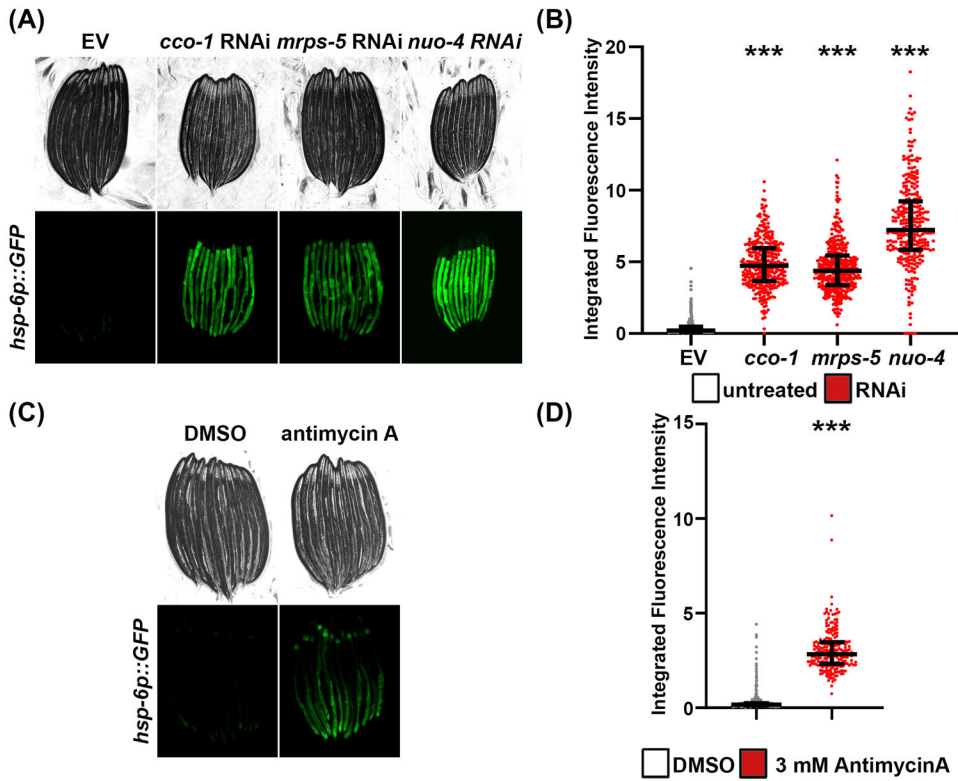 (A)
EV cco-1 RNAi mrps-5 RNAi nuo-4 RNAi
hsp-6p::GFP
(B)
Integrated Fluorescence Intensity
20
15
10
5
0
*** *** ***
EV cco-1 mrps-5 nuo-4
untreated RNAi
(C)
DMSO antimycin A
hsp-6p::GFP
(D)
Integrated Fluorescence Intensity
15
10
5
0
***
DMSO 3 mM AntimycinA